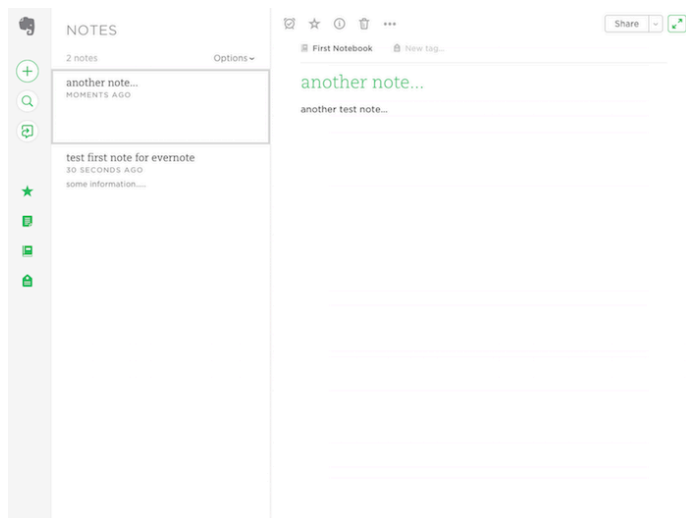 NOTES
2 notes
Options
another note...
MOMENTS AGO
test first note for evernote
30 SECONDS AGO
some information.....
Share
First Notebook
New tag...
another note...
another test note...